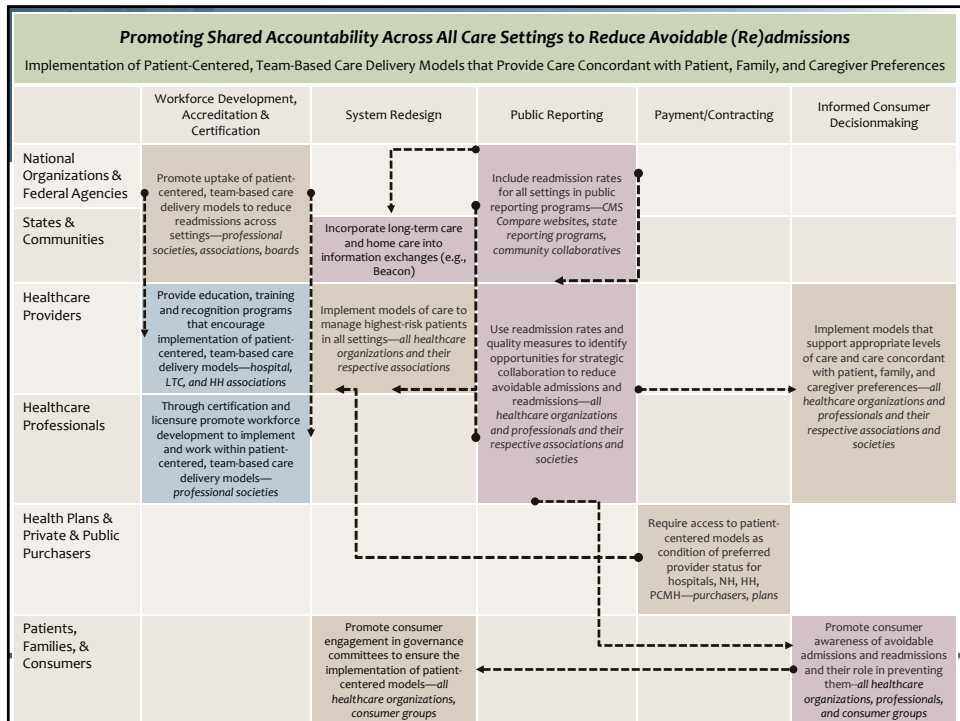 Promoting Shared Accountability Across All Care Settings to Reduce Avoidable (Re)admissions
Implementation of Patient-Centered, Team-Based Care Delivery Models that Provide Care Concordant with Patient, Family, and Caregiver Preferences
Workforce Development,
Accreditation &
Certification
System Redesign
Public Reporting
Payment/Contracting
Informed Consumer
Decisionmaking
National
Organizations &
Federal Agencies
Promote uptake of patient-
centered, team-based care
delivery models to reduce
readmissions across
settings—professional
societies, associations, boards
Include readmission rates
for all settings in public
reporting programs—CMS
Compare websites, state
reporting programs,
community collaboratives
States &
Communities
Incorporate long-term care
and home care into
information exchanges (e.g.,
Beacon)
Healthcare
Providers
Provide education, training
and recognition programs
that encourage
implementation of patient-
centered, team-based care
delivery models—hospital,
LTC, and HH associations
Implement models of care to
manage highest-risk patients
in all settings—all healthcare
organizations and their
respective associations
Use readmission rates and
quality measures to identify
opportunities for strategic
collaboration to reduce
avoidable admissions and
readmissions—all
healthcare organizations
and professionals and their
respective associations and
societies
Implement models that
support appropriate levels
of care and care concordant
with patient, family, and
caregiver preferences—all
healthcare organizations and
professionals and their
respective associations and
societies
Healthcare
Professionals
Through certification and
licensure promote workforce
development to implement
and work within patient-
centered, team-based care
delivery models—
professional societies
Health Plans &
Private & Public
Purchasers
Require access to patient-
centered models as
condition of preferred
provider status for
hospitals, NH, HH,
PCMH—purchasers, plans
Patients,
Families, &
Consumers
Promote consumer
engagement in governance
committees to ensure the
implementation of patient-
centered models—all
healthcare organizations,
consumer groups
Promote consumer
awareness of avoidable
admissions and readmissions
and their role in preventing
them--all healthcare
organizations, professionals,
and consumer groups